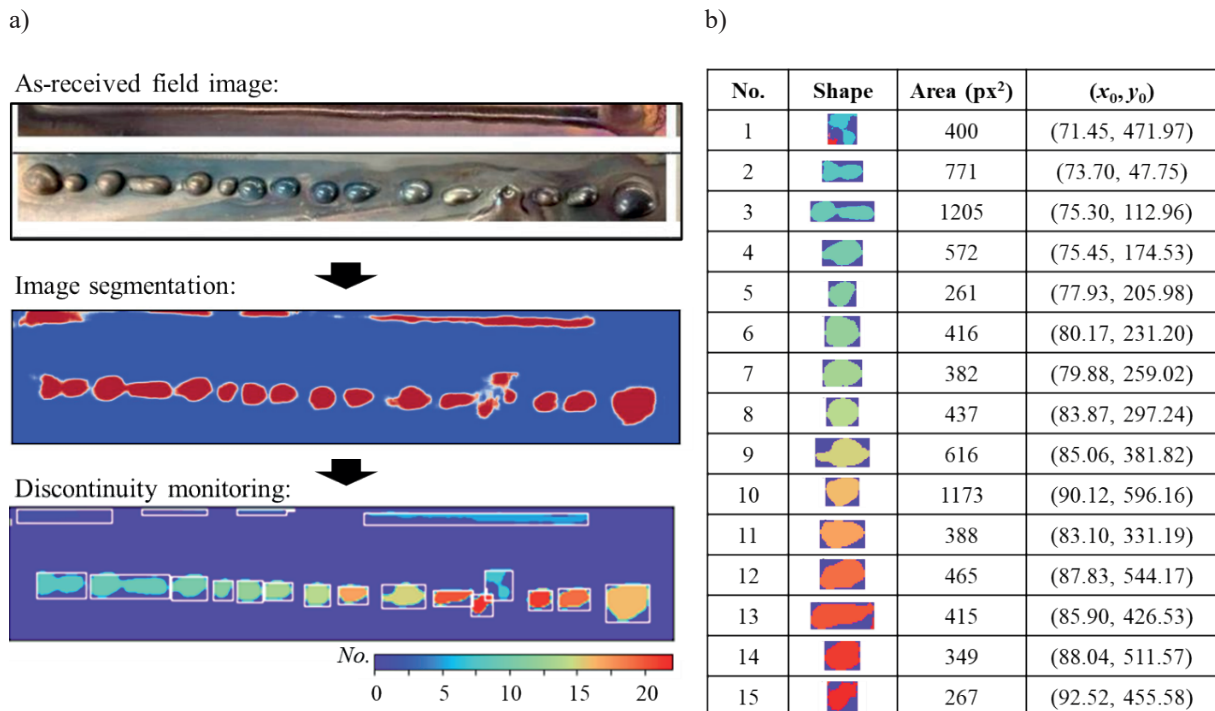 a)
As-received field image:
Image segmentation:
Discontinuity monitoring:
No.
0 5 10 15 20
b)
No. Shape Area (px²) (x₀, y₀)
1 400 (71.45, 471.97)
2 771 (73.70, 47.75)
3 1205 (75.30, 112.96)
4 572 (75.45, 174.53)
5 261 (77.93, 205.98)
6 416 (80.17, 231.20)
7 382 (79.88, 259.02)
8 437 (83.87, 297.24)
9 616 (85.06, 381.82)
10 1173 (90.12, 596.16)
11 388 (83.10, 331.19)
12 465 (87.83, 544.17)
13 415 (85.90, 426.53)
14 349 (88.04, 511.57)
15 267 (92.52, 455.58)